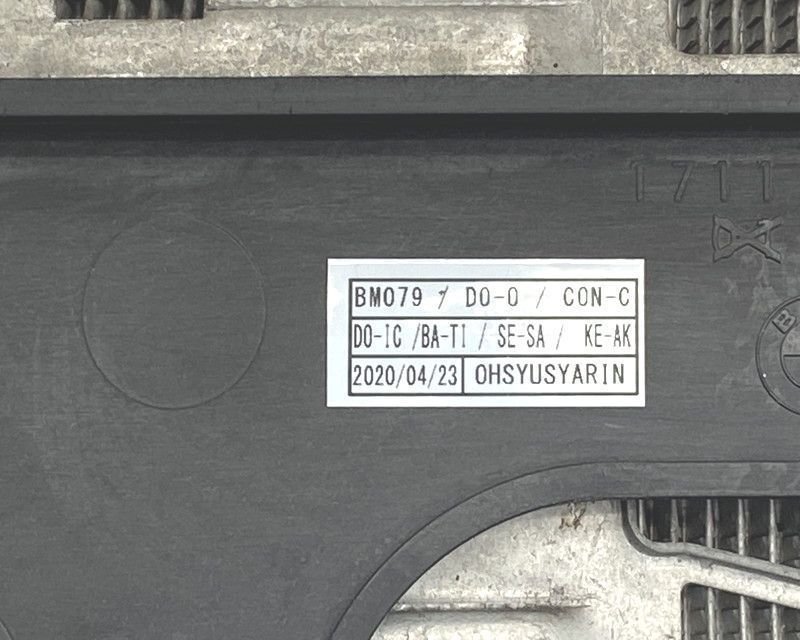 1711
BM079 / DO-O / CON-C
DO-IC /BA-TI / SE-SA / KE-AK
2020/04/23 OHSYUSYARIN
B